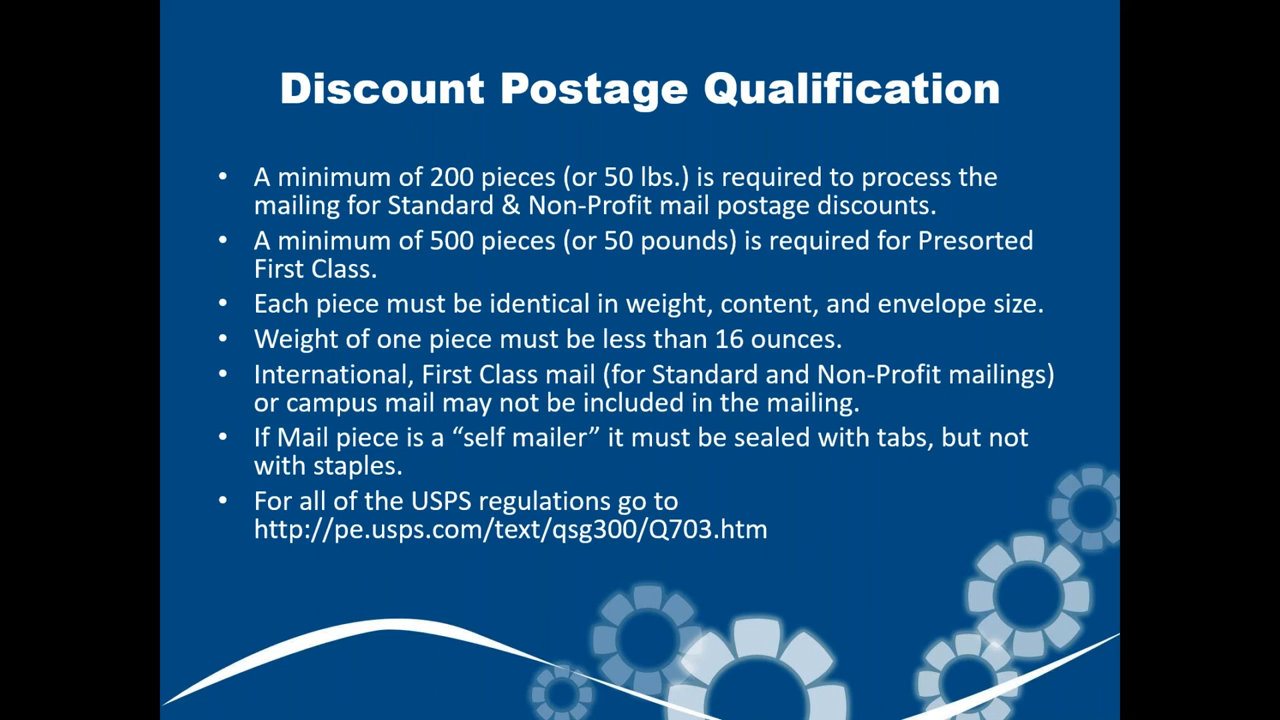 Discount Postage Qualification
• A minimum of 200 pieces (or 50 lbs.) is required to process the
mailing for Standard & Non-Profit mail postage discounts.
• A minimum of 500 pieces (or 50 pounds) is required for Presorted
First Class.
• Each piece must be identical in weight, content, and envelope size.
• Weight of one piece must be less than 16 ounces.
• International, First Class mail (for Standard and Non-Profit mailings)
or campus mail may not be included in the mailing.
• If Mail piece is a “self mailer” it must be sealed with tabs, but not
with staples.
• For all of the USPS regulations go to
http://pe.usps.com/text/qsg300/Q703.htm